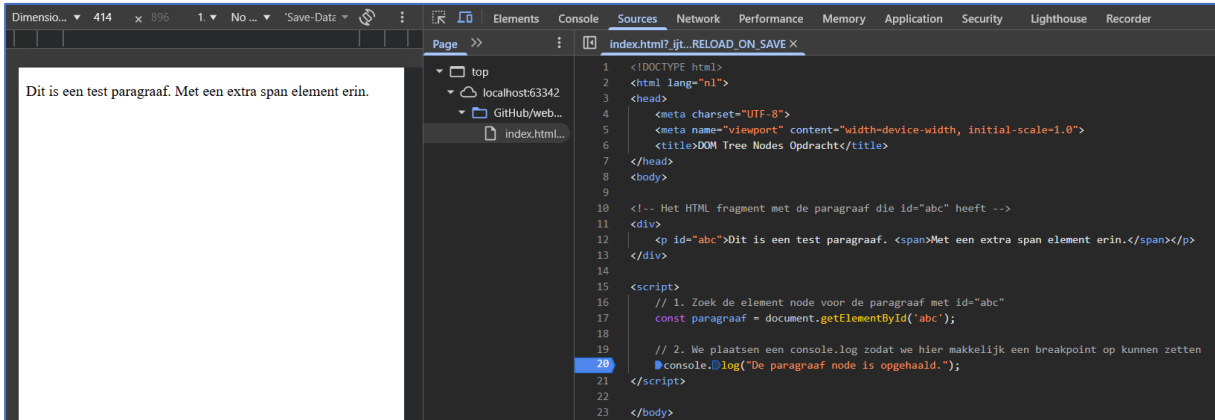 Dimensio... ▼ 414 x 896 1. ▼ No ... ▼ 'Save-Data ▼
Elements Console Sources Network Performance Memory Application Security Lighthouse Recorder
Page >>
index.html?_ijt...RELOAD_ON_SAVE ×
top
localhost:63342
GitHub/web...
index.html...
Dit is een test paragraaf. Met een extra span element erin.
1 <!DOCTYPE html>
2 <html lang="nl">
3 <head>
4 <meta charset="UTF-8">
5 <meta name="viewport" content="width=device-width, initial-scale=1.0">
6 <title>DOM Tree Nodes Opdracht</title>
7 </head>
8 <body>
9
10 <!-- Het HTML fragment met de paragraaf die id="abc" heeft -->
11 <div>
12 <p id="abc">Dit is een test paragraaf. <span>Met een extra span element erin.</span></p>
13 </div>
14
15 <script>
16 // 1. Zoek de element node voor de paragraaf met id="abc"
17 const paragraaf = document.getElementById('abc');
18
19 // 2. We plaatsen een console.log zodat we hier makkelijk een breakpoint op kunnen zetten
20 console.log("De paragraaf node is opgehaald.");
21 </script>
22
23 </body>